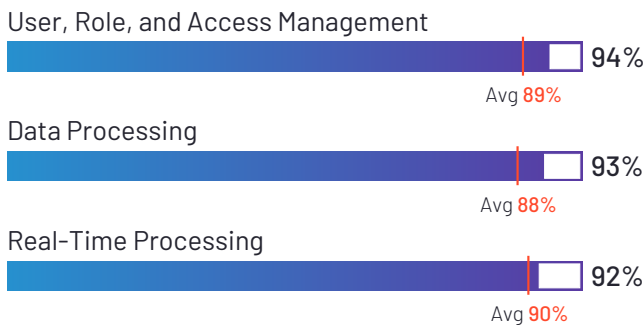 User, Role, and Access Management
94%
Avg 89%
Data Processing
93%
Avg 88%
Real-Time Processing
92%
Avg 90%